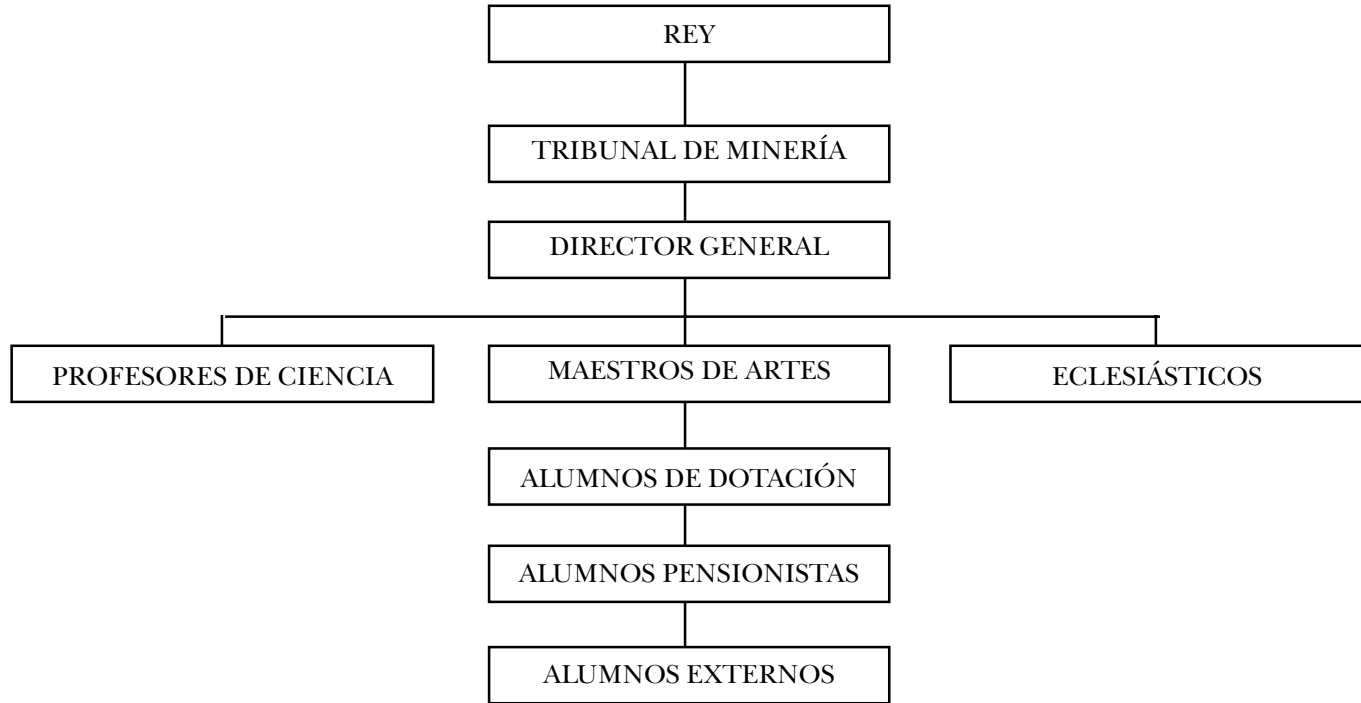 REY
TRIBUNAL DE MINERÍA
DIRECTOR GENERAL
PROFESORES DE CIENCIA
MAESTROS DE ARTES
ECLESIÁSTICOS
ALUMNOS DE DOTACIÓN
ALUMNOS PENSIONISTAS
ALUMNOS EXTERNOS